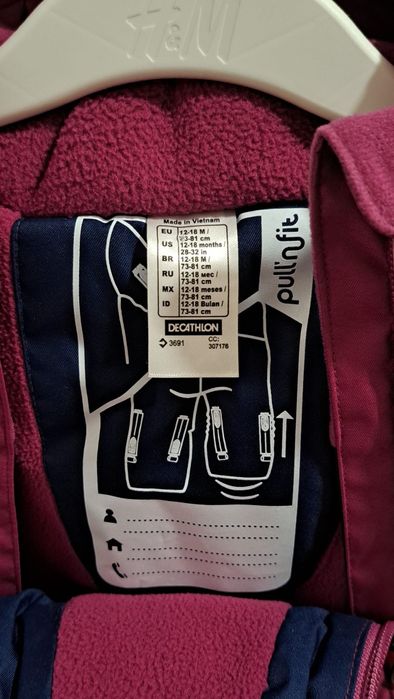 H&M
Made in Vietnam
EU 12-18 M /
73-81 cm
US 12-18 months /
28-32 in
BR 12-18 M /
73-81 cm
RU 12-18 мес /
73-81 cm
MX 12-18 meses /
73-81 cm
ID 12-18 Bulan /
73-81 cm
DECATHLON
3691 CC:
307176
pull'n fit